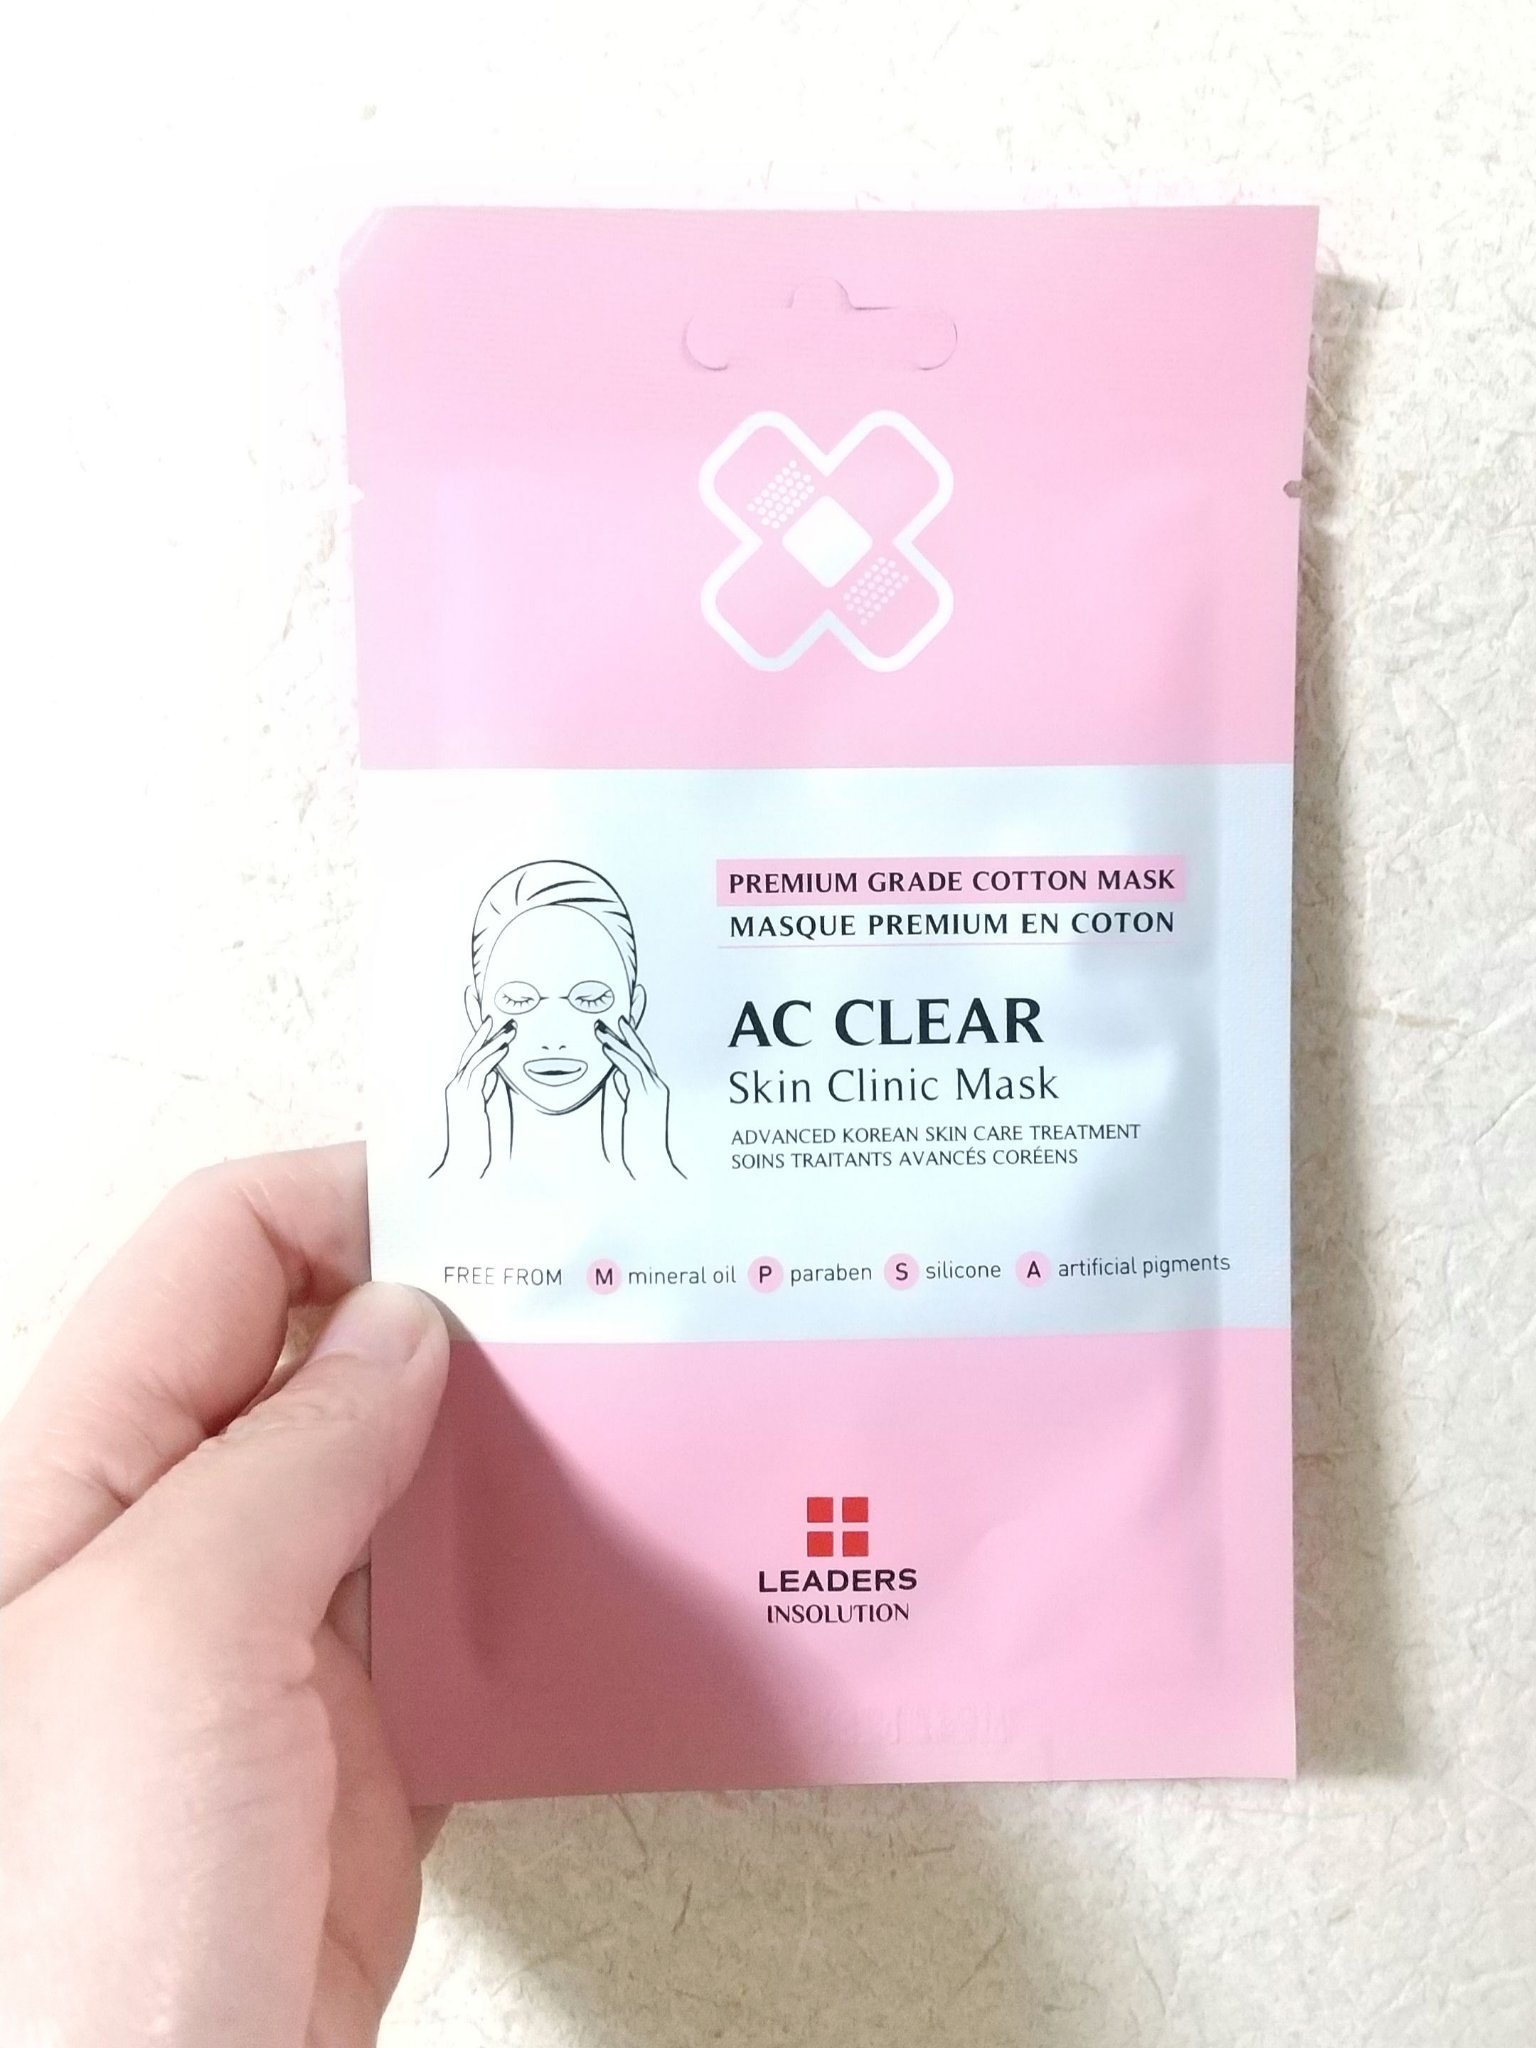 PREMIUM GRADE COTTON MASK
MASQUE PREMIUM EN COTON
AC CLEAR
Skin Clinic Mask
ADVANCED KOREAN SKIN CARE TREATMENT
SOINS TRAITANTS AVANCÉS CORÉENS
FREE FROM M mineral oil P paraben S silicone A artificial pigments
LEADERS
INSOLUTION